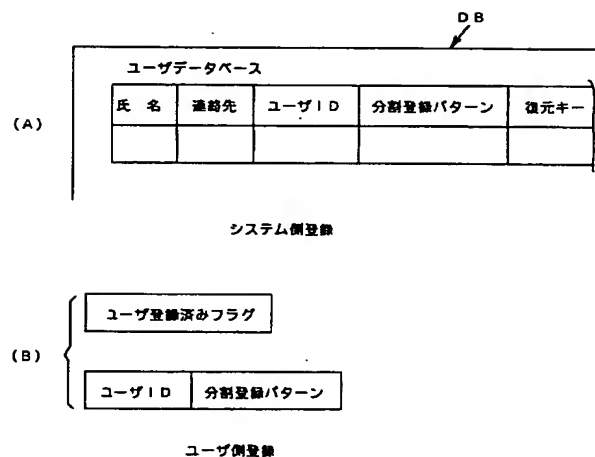 DB
ユーザデータベース
(A)
氏 名 連絡先 ユーザID 分割登録パターン 復元キー
システム側登録
(B)
ユーザ登録済みフラグ
ユーザID 分割登録パターン
ユーザ側登録